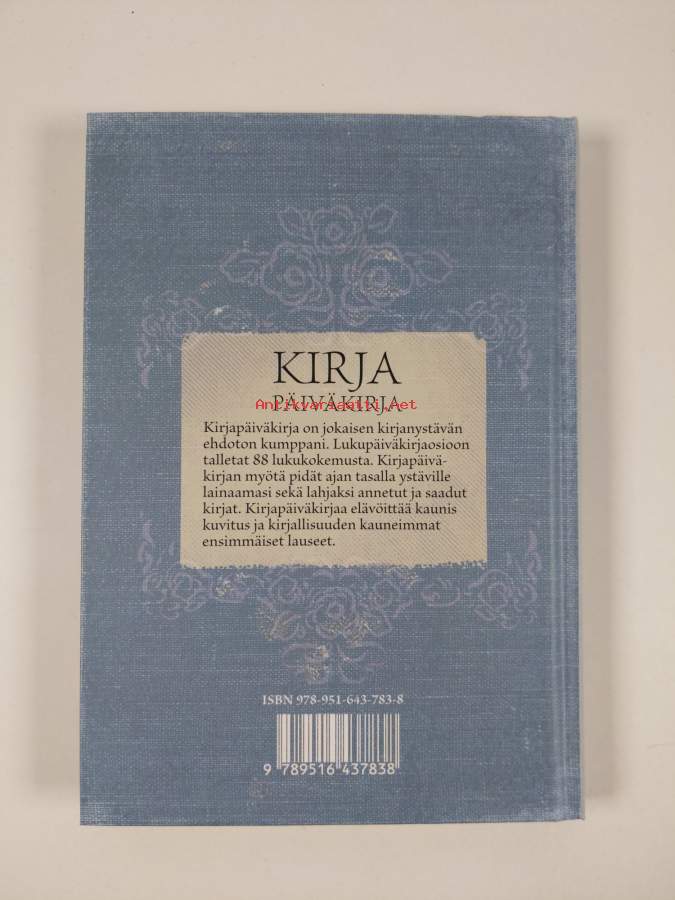 KIRJA
PÄIVÄKIRJA
Antikvariaatti.net
Kirjapäiväkirja on jokaisen kirjanystävän
ehdoton kumppani. Lukupäiväkirjaosioon
talletat 88 lukukokemusta. Kirjapäivä-
kirjan myötä pidät ajan tasalla ystäville
lainaamasi sekä lahjaksi annetut ja saadut
kirjat. Kirjapäiväkirjaa elävöittää kaunis
kuvitus ja kirjallisuuden kauneimmat
ensimmäiset lauseet.
ISBN 978-951-643-783-8
9 789516 437838